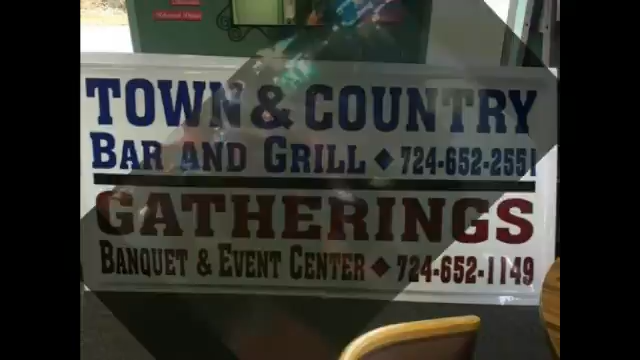 TOWN & COUNTRY
BAR AND GRILL ◆ 724-652-2551
GATHERINGS
BANQUET & EVENT CENTER ◆ 724-652-1149